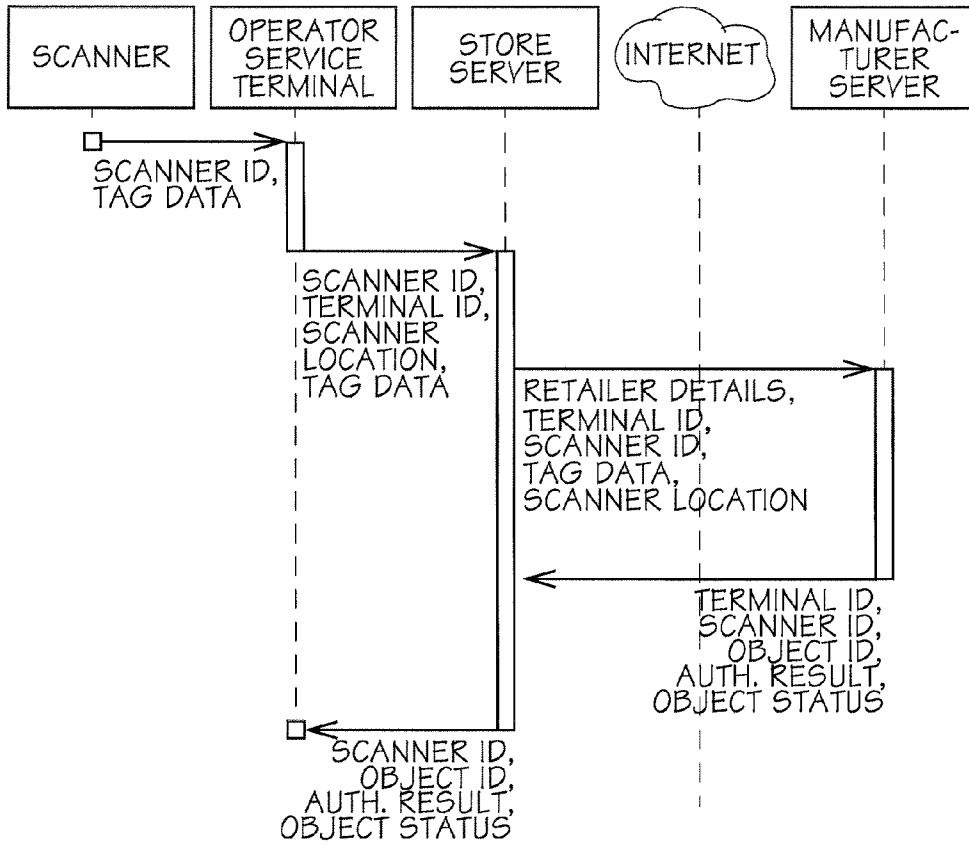 SCANNER
OPERATOR
SERVICE
TERMINAL
STORE
SERVER
INTERNET
MANUFAC-
TURER
SERVER
SCANNER ID,
TAG DATA
SCANNER ID,
TERMINAL ID,
SCANNER
LOCATION,
TAG DATA
RETAILER DETAILS,
TERMINAL ID,
SCANNER ID,
TAG DATA,
SCANNER LOCATION
TERMINAL ID,
SCANNER ID,
OBJECT ID,
AUTH. RESULT,
OBJECT STATUS
SCANNER ID,
OBJECT ID,
AUTH. RESULT,
OBJECT STATUS